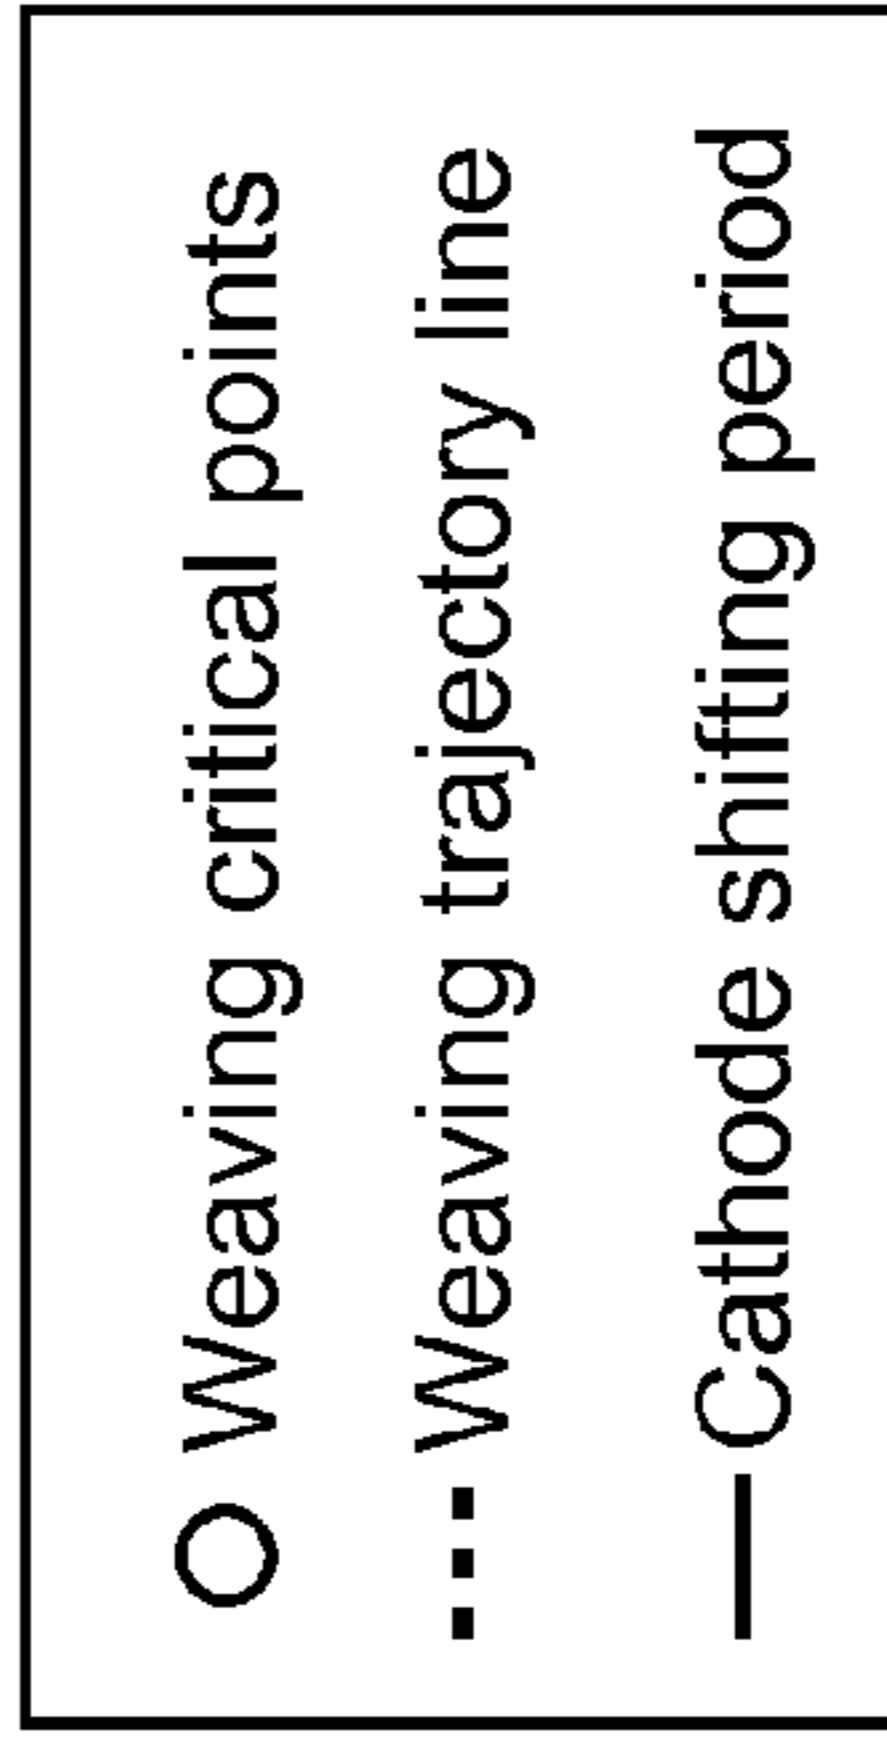 Weaving critical points
Weaving trajectory line
Cathode shifting period